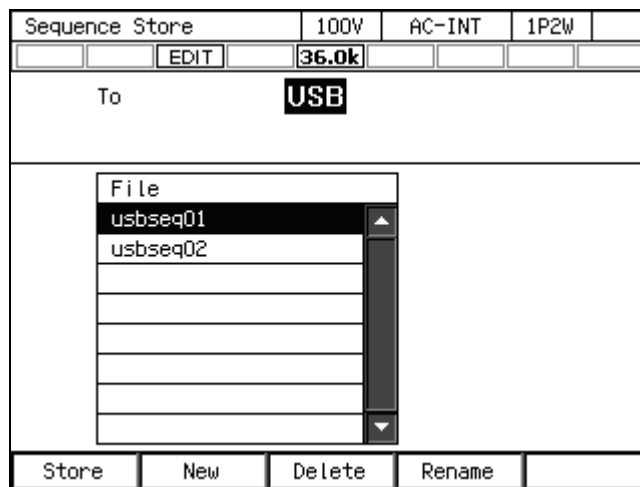 Sequence Store 100V AC-INT 1P2W
EDIT 36.0k
To USB
File
usbseq01
usbseq02
Store New Delete Rename